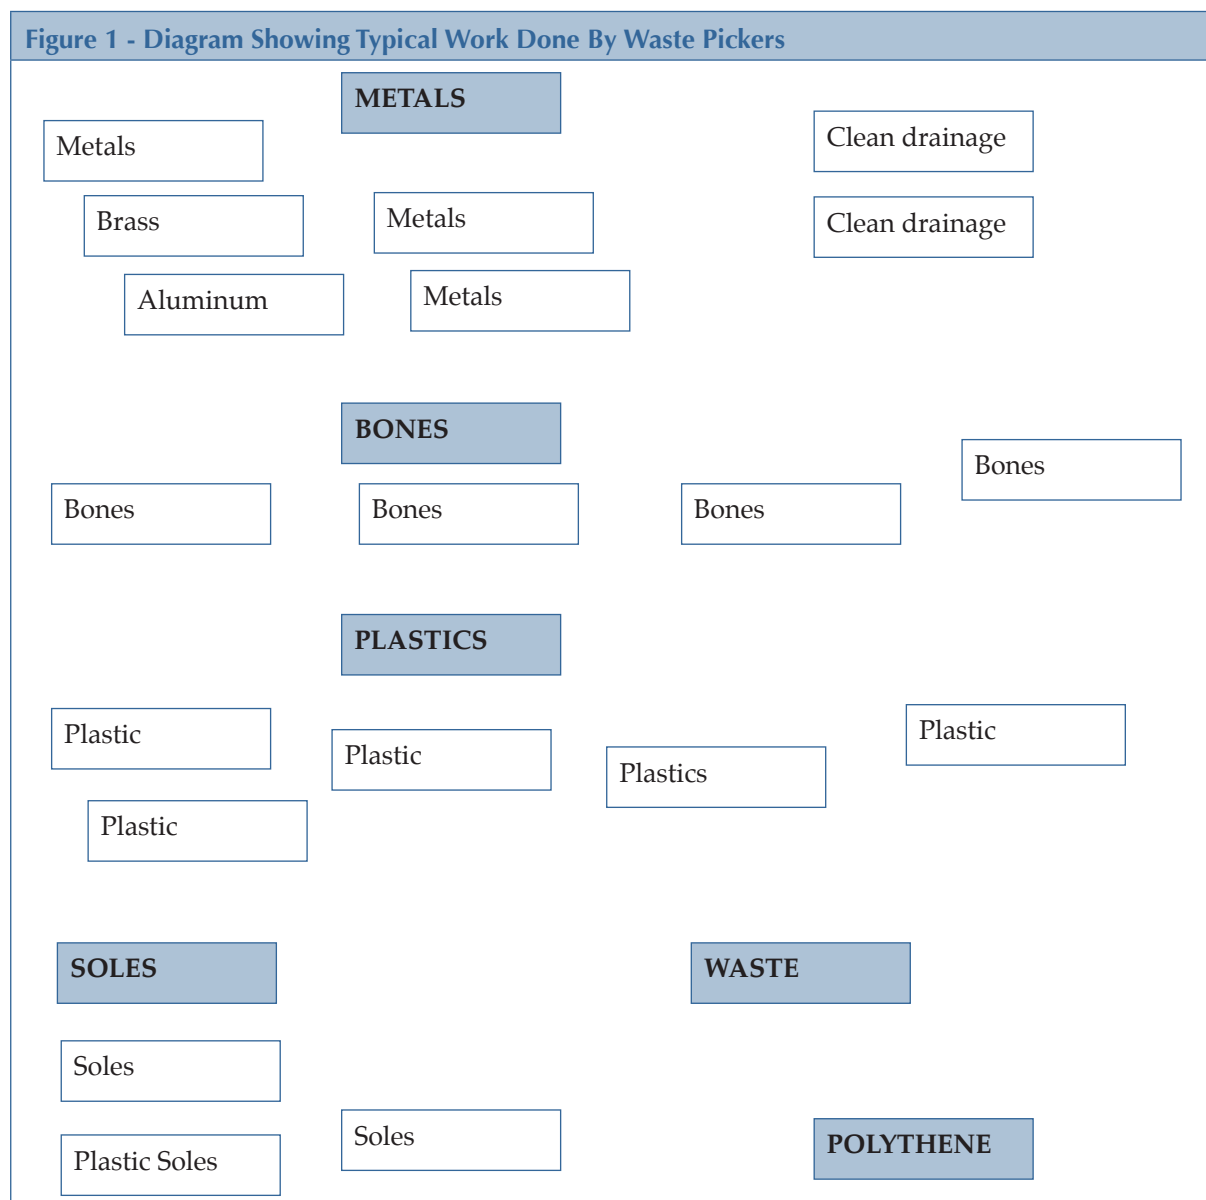 Figure 1 - Diagram Showing Typical Work Done By Waste Pickers
METALS
Metals
Clean drainage
Brass
Metals
Clean drainage
Aluminum
Metals
BONES
Bones
Bones
Bones
Bones
PLASTICS
Plastic
Plastic
Plastics
Plastic
Plastic
SOLES
WASTE
Soles
Soles
Plastic Soles
POLYTHENE